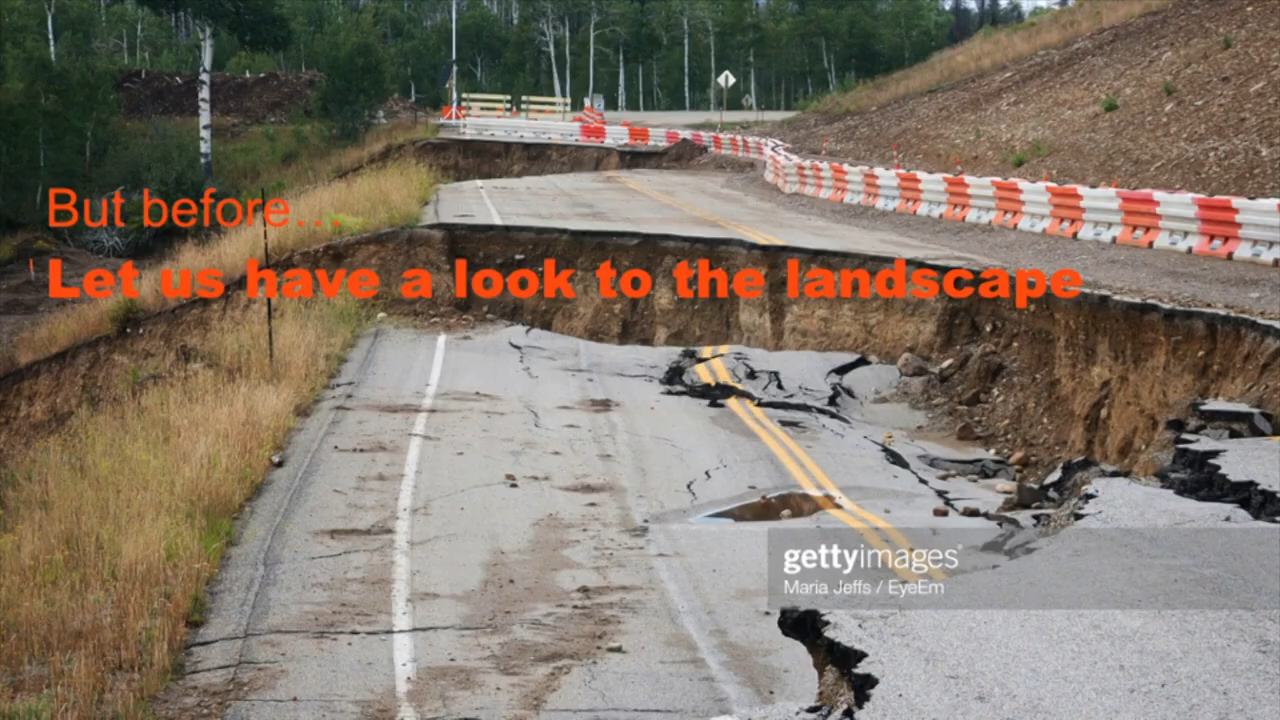 But before...
Let us have a look to the landscape
gettyimages®
Maria Jeffs / EyeEm